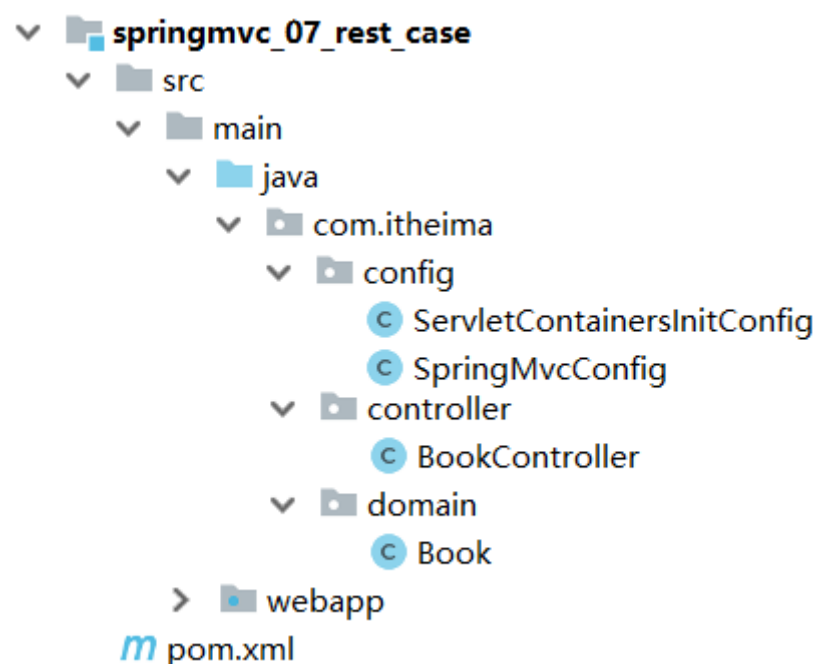 springmvc_07_rest_case
src
main
java
com.itheima
config
C ServletContainersInitConfig
C SpringMvcConfig
controller
C BookController
domain
C Book
webapp
m pom.xml